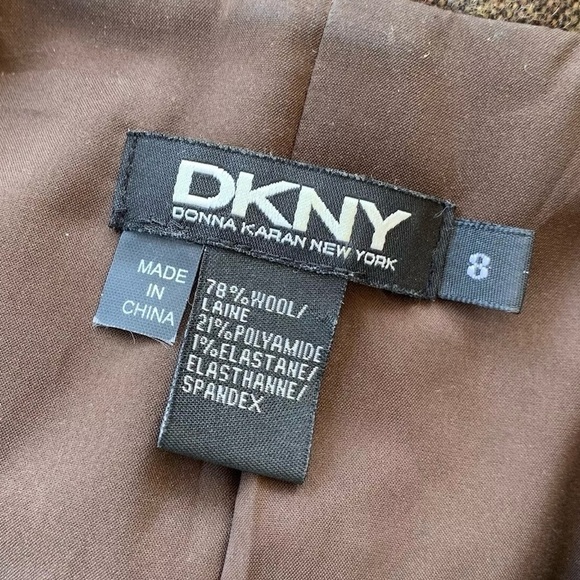 DKNY
DONNA KARAN NEW YORK
8
MADE
IN
CHINA
78%WOOL/
LAINE
21%POLYAMIDE
1%ELASTANE/
ELASTHANNE/
SPANDEX